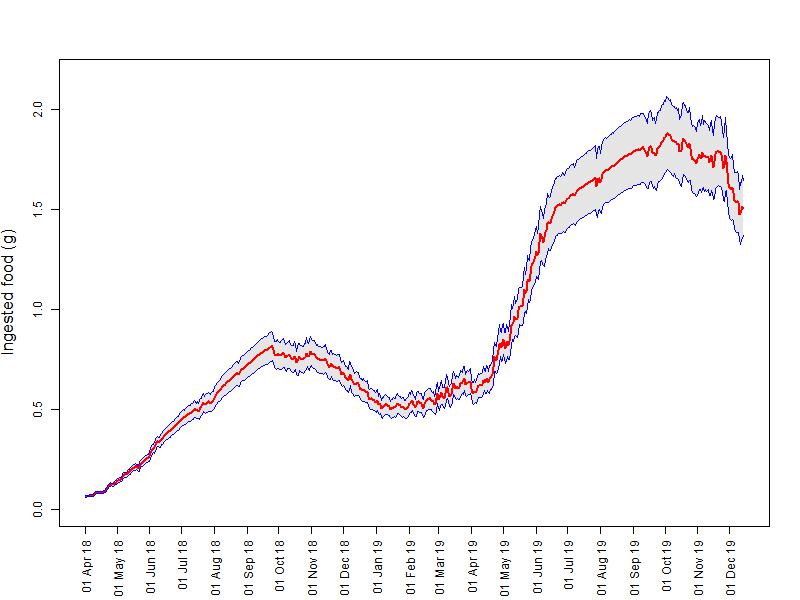 Ingested food (g)
2.0
1.5
1.0
0.5
0.0
01 Apr 18
01 May 18
01 Jun 18
01 Jul 18
01 Aug 18
01 Sep 18
01 Oct 18
01 Nov 18
01 Dec 18
01 Jan 19
01 Feb 19
01 Mar 19
01 Apr 19
01 May 19
01 Jun 19
01 Jul 19
01 Aug 19
01 Sep 19
01 Oct 19
01 Nov 19
01 Dec 19